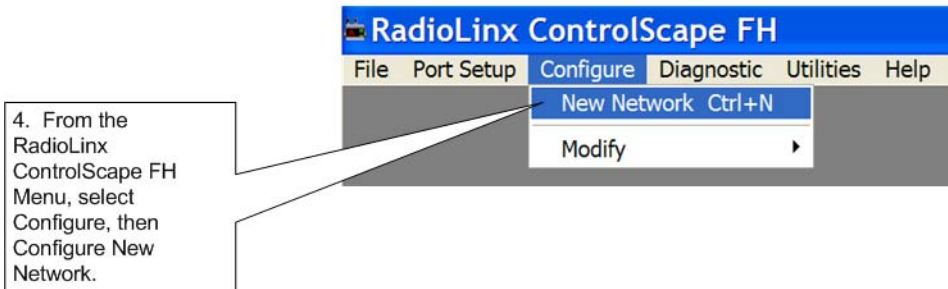 RadioLinx ControlScape FH
File Port Setup Configure Diagnostic Utilities Help
New Network Ctrl+N
Modify
4. From the
RadioLinx
ControlScape FH
Menu, select
Configure, then
Configure New
Network.